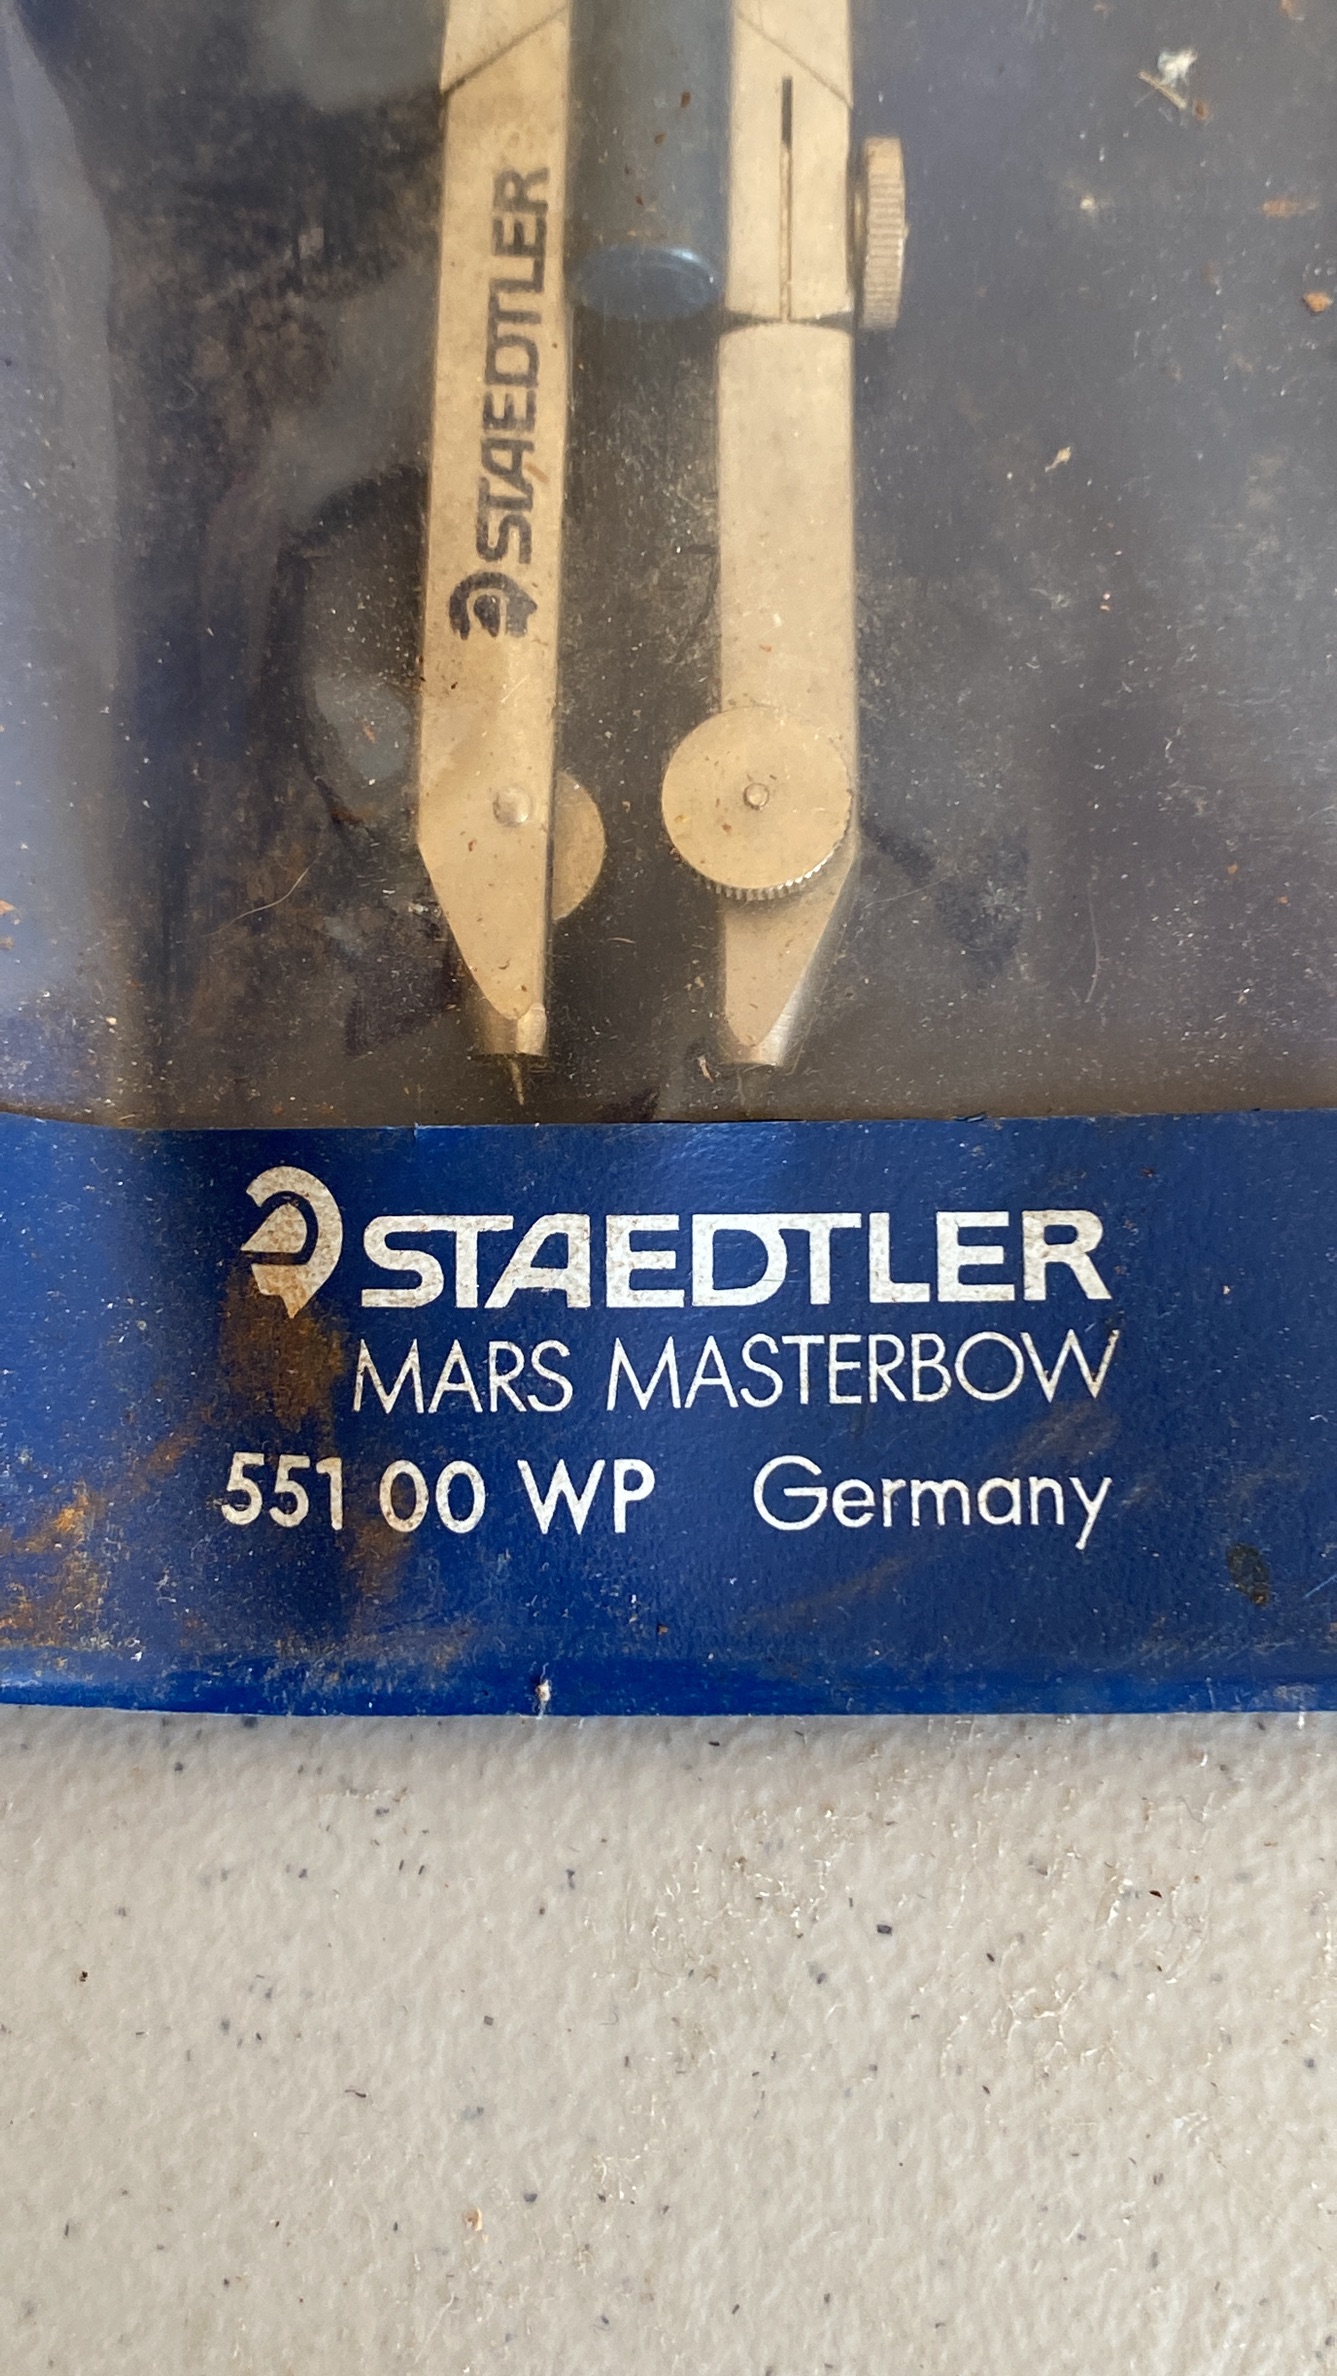 STAEDTLER
STAEDTLER
MARS MASTERBOW
551 00 WP Germany